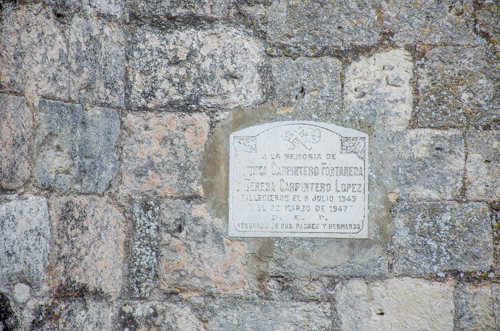 A LA MEMORIA DE
CARPINTERO FONTANEDA
Y TERESA CARPINTERO LOPEZ
FALLECIERON EL 9 JULIO 1945
Y EL 22 MARZO DE 1947
RECUERDO DE SUS PADRES Y HERMANOS